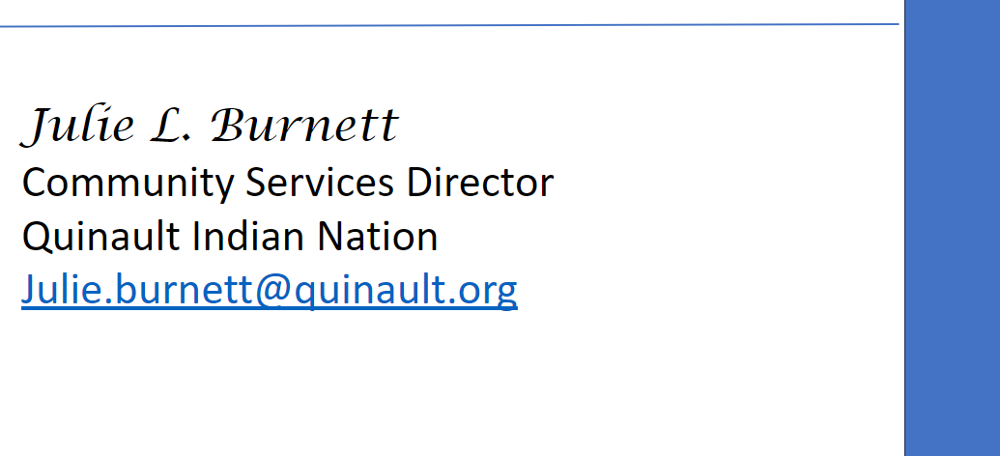 Julie L. Burnett
Community Services Director
Quinault Indian Nation
Julie.burnett@quinault.org